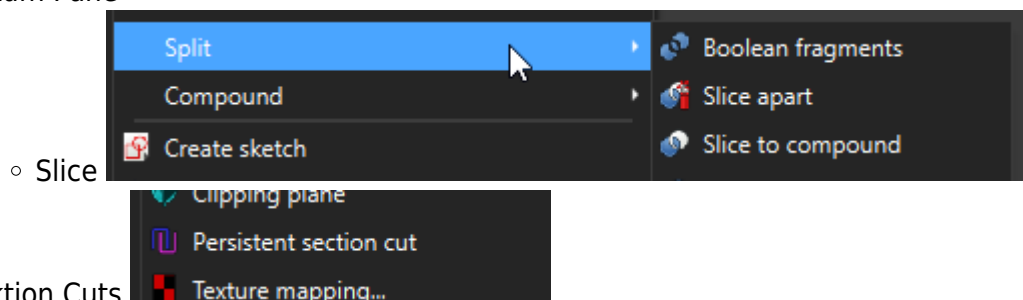 Split
Boolean fragments
Compound
Slice apart
Create sketch
Slice to compound
Slice
Clipping plane
Persistent section cut
Cuts
Texture mapping...